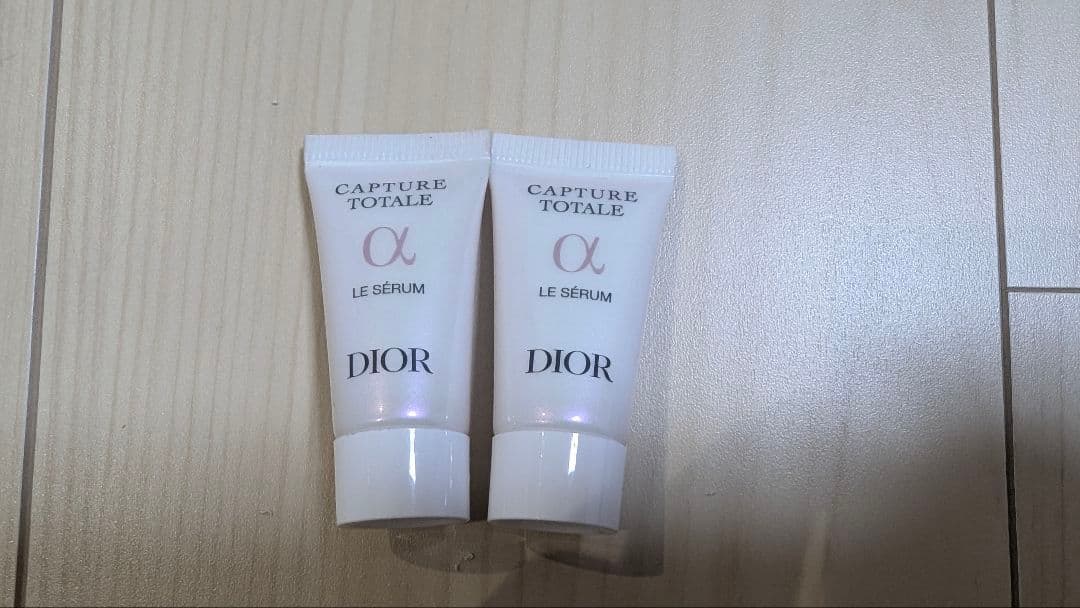 CAPTURE
TOTALE
α
LE SÉRUM
DIOR
CAPTURE
TOTALE
α
LE SÉRUM
DIOR